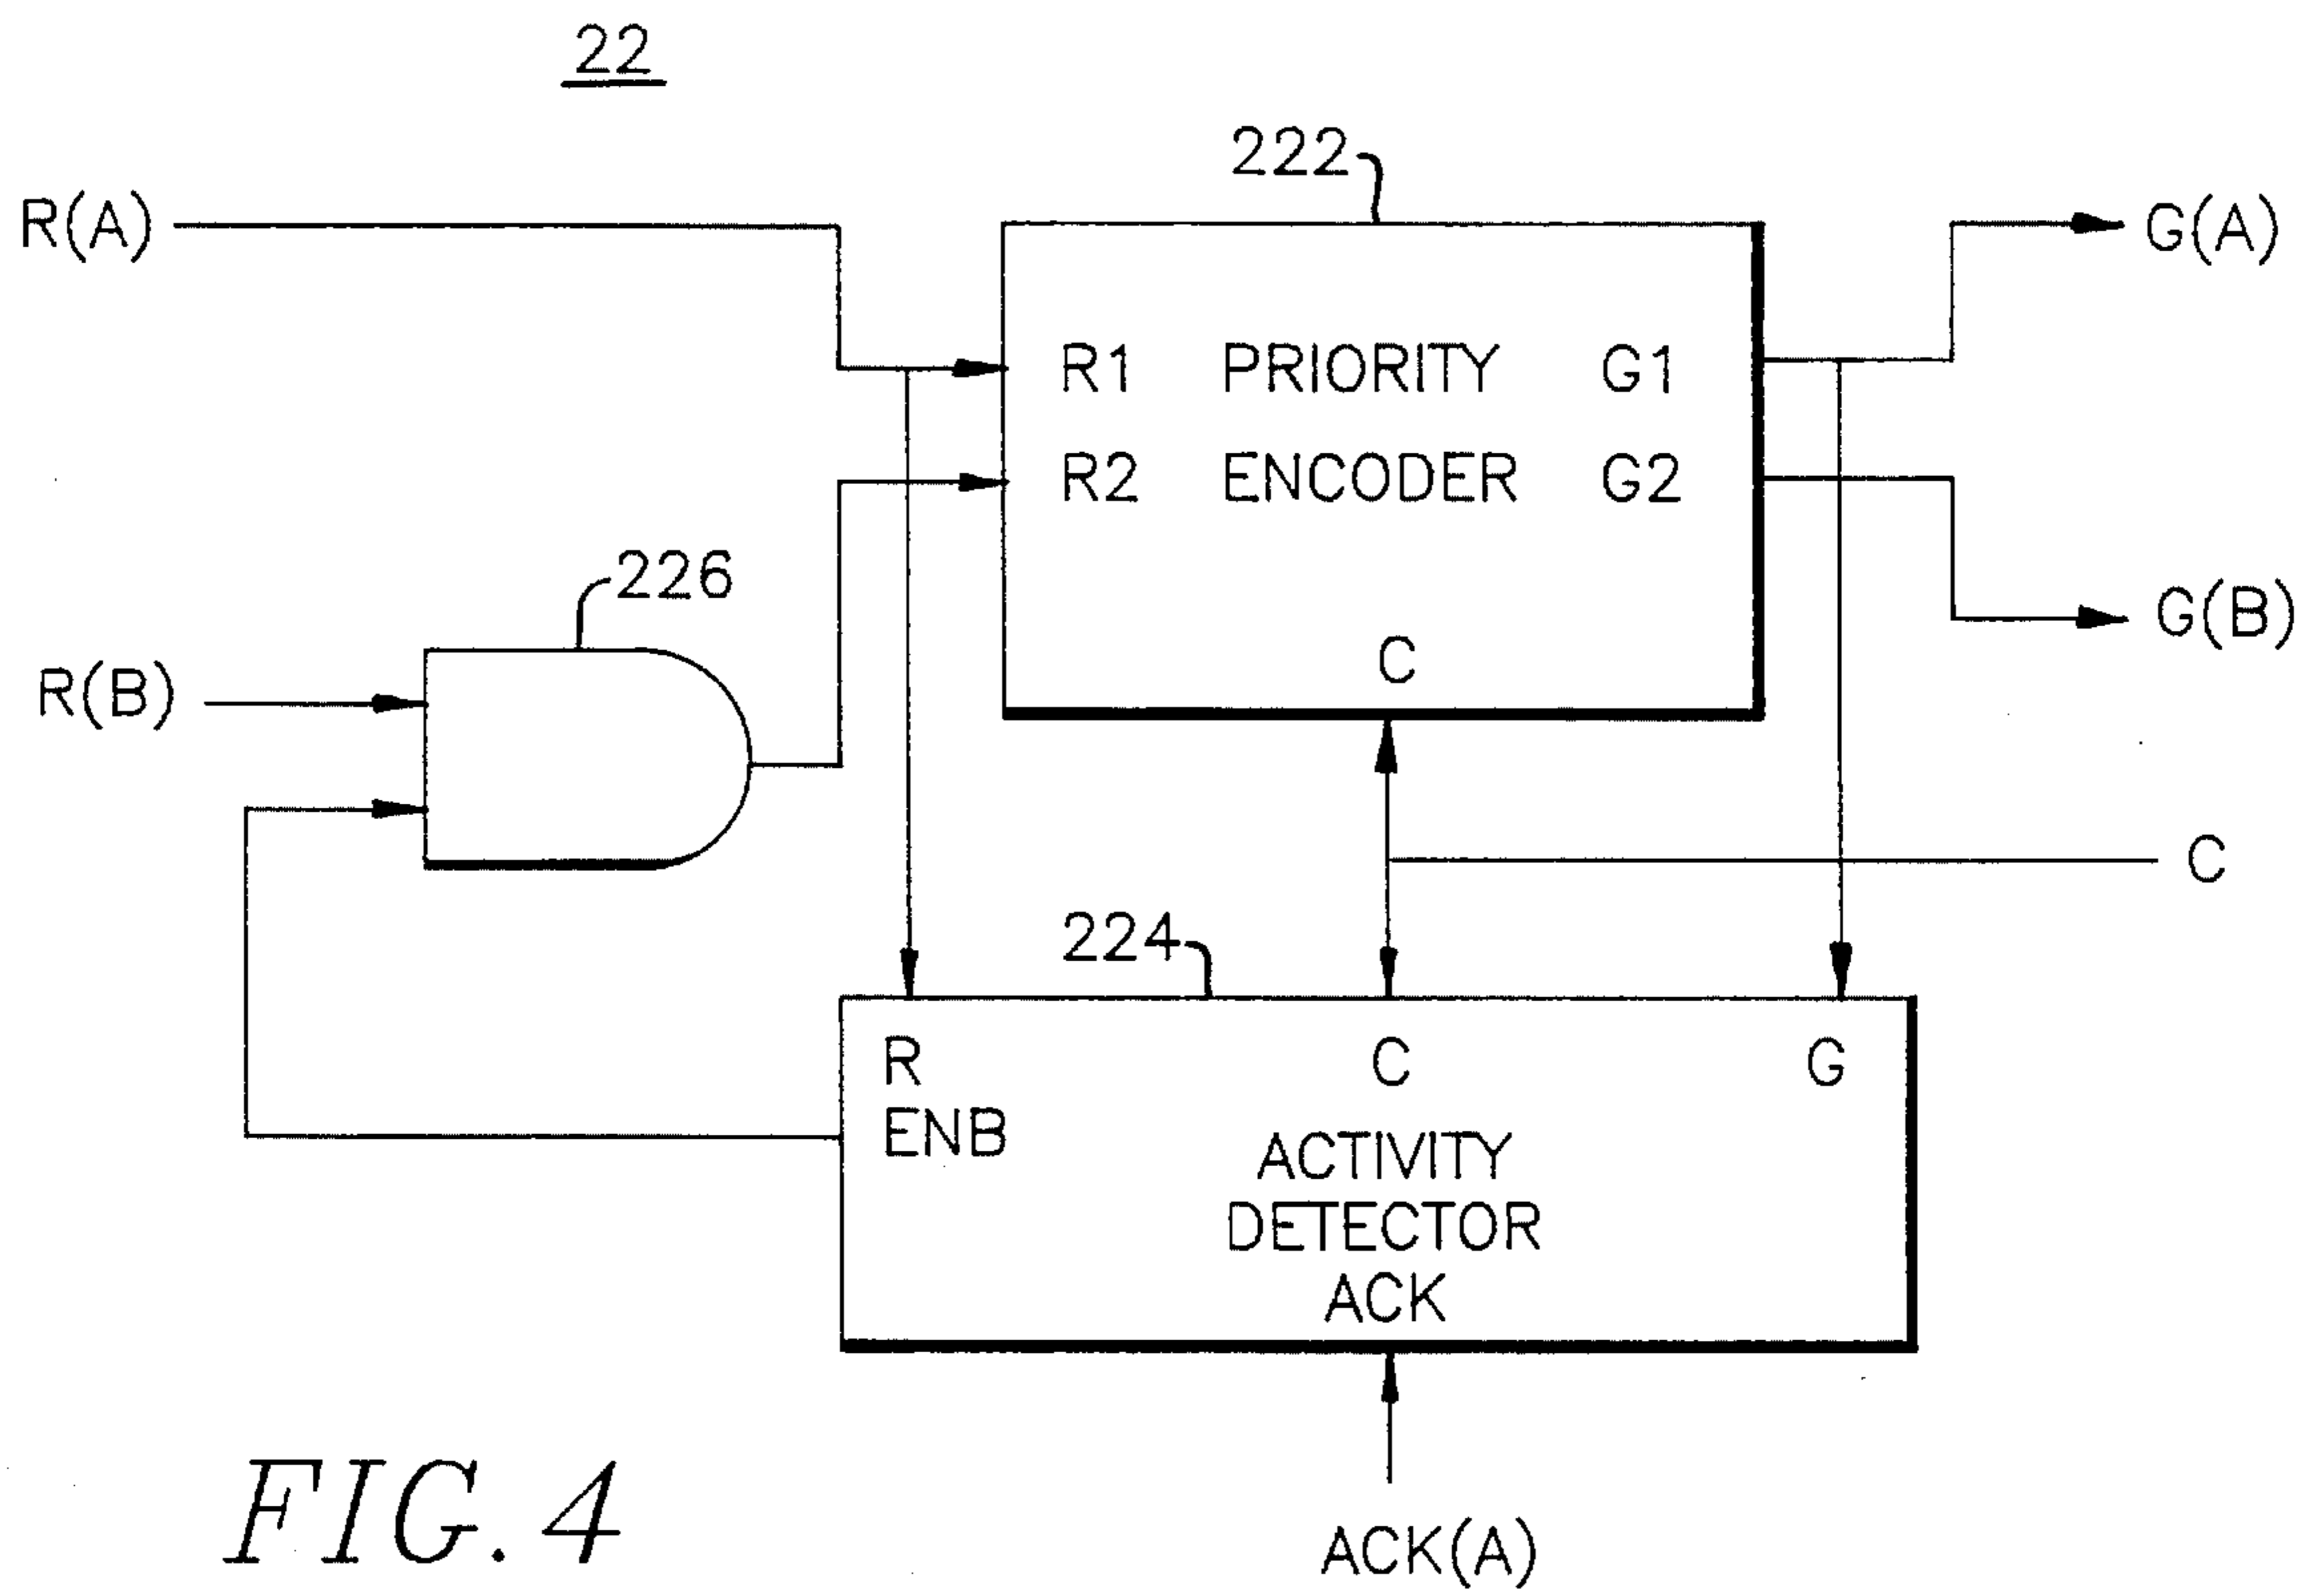 22
222
R(A)
G(A)
R1 PRIORITY G1
R2 ENCODER G2
226
G(B)
C
R(B)
C
224
R C G
ENB
ACTIVITY
DETECTOR
ACK
FIG. 4
ACK(A)